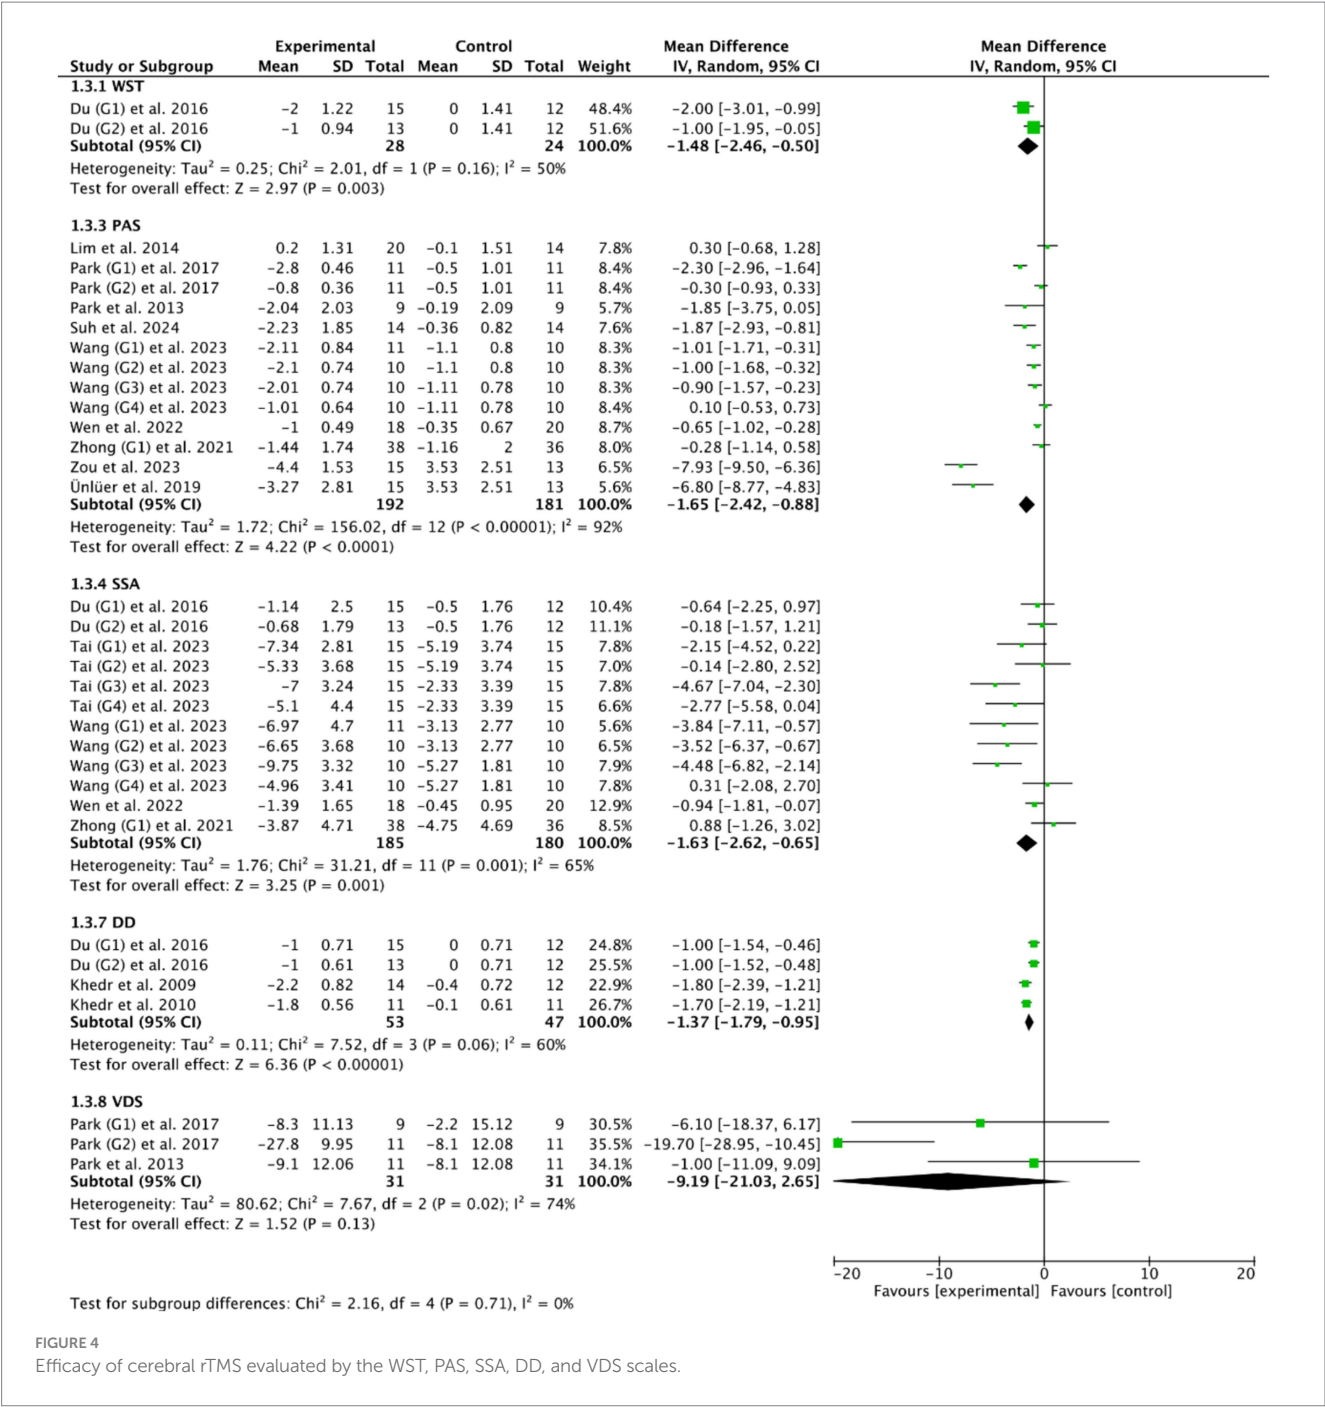 Experimental Control Mean Difference Mean Difference
Study or Subgroup Mean SD Total Mean SD Total Weight IV, Random, 95% CI IV, Random, 95% CI
1.3.1 WST
Du (G1) et al. 2016 −2 1.22 15 0 1.41 12 48.4% −2.00 [−3.01, −0.99]
Du (G2) et al. 2016 −1 0.94 13 0 1.41 12 51.6% −1.00 [−1.95, −0.05]
Subtotal (95% CI) 28 24 100.0% −1.48 [−2.46, −0.50]
Heterogeneity: Tau² = 0.25; Chi² = 2.01, df = 1 (P = 0.16); I² = 50%
Test for overall effect: Z = 2.97 (P = 0.003)
1.3.3 PAS
Lim et al. 2014 0.2 1.31 20 −0.1 1.51 14 7.8% 0.30 [−0.68, 1.28]
Park (G1) et al. 2017 −2.8 0.46 11 −0.5 1.01 11 8.4% −2.30 [−2.96, −1.64]
Park (G2) et al. 2017 −0.8 0.36 11 −0.5 1.01 11 8.4% −0.30 [−0.93, 0.33]
Park et al. 2013 −2.04 2.03 9 −0.19 2.09 9 5.7% −1.85 [−3.75, 0.05]
Suh et al. 2024 −2.23 1.85 14 −0.36 0.82 14 7.6% −1.87 [−2.93, −0.81]
Wang (G1) et al. 2023 −2.11 0.84 11 −1.1 0.8 10 8.3% −1.01 [−1.71, −0.31]
Wang (G2) et al. 2023 −2.1 0.74 10 −1.1 0.8 10 8.3% −1.00 [−1.68, −0.32]
Wang (G3) et al. 2023 −2.01 0.74 10 −1.11 0.78 10 8.3% −0.90 [−1.57, −0.23]
Wang (G4) et al. 2023 −1.01 0.64 10 −1.11 0.78 10 8.4% 0.10 [−0.53, 0.73]
Wen et al. 2022 −1 0.49 18 −0.35 0.67 20 8.7% −0.65 [−1.02, −0.28]
Zhong (G1) et al. 2021 −1.44 1.74 38 −1.16 2 36 8.0% −0.28 [−1.14, 0.58]
Zou et al. 2023 −4.4 1.53 15 3.53 2.51 13 6.5% −7.93 [−9.50, −6.36]
Ünlüer et al. 2019 −3.27 2.81 15 3.53 2.51 13 5.6% −6.80 [−8.77, −4.83]
Subtotal (95% CI) 192 181 100.0% −1.65 [−2.42, −0.88]
Heterogeneity: Tau² = 1.72; Chi² = 156.02, df = 12 (P < 0.00001); I² = 92%
Test for overall effect: Z = 4.22 (P < 0.0001)
1.3.4 SSA
Du (G1) et al. 2016 −1.14 2.5 15 −0.5 1.76 12 10.4% −0.64 [−2.25, 0.97]
Du (G2) et al. 2016 −0.68 1.79 13 −0.5 1.76 12 11.1% −0.18 [−1.57, 1.21]
Tai (G1) et al. 2023 −7.34 2.81 15 −5.19 3.74 15 7.8% −2.15 [−4.52, 0.22]
Tai (G2) et al. 2023 −5.33 3.68 15 −5.19 3.74 15 7.0% −0.14 [−2.80, 2.52]
Tai (G3) et al. 2023 −7 3.24 15 −2.33 3.39 15 7.8% −4.67 [−7.04, −2.30]
Tai (G4) et al. 2023 −5.1 4.4 15 −2.33 3.39 15 6.6% −2.77 [−5.58, 0.04]
Wang (G1) et al. 2023 −6.97 4.7 11 −3.13 2.77 10 5.6% −3.84 [−7.11, −0.57]
Wang (G2) et al. 2023 −6.65 3.68 10 −3.13 2.77 10 6.5% −3.52 [−6.37, −0.67]
Wang (G3) et al. 2023 −9.75 3.32 10 −5.27 1.81 10 7.9% −4.48 [−6.82, −2.14]
Wang (G4) et al. 2023 −4.96 3.41 10 −5.27 1.81 10 7.8% 0.31 [−2.08, 2.70]
Wen et al. 2022 −1.39 1.65 18 −0.45 0.95 20 12.9% −0.94 [−1.81, −0.07]
Zhong (G1) et al. 2021 −3.87 4.71 38 −4.75 4.69 36 8.5% 0.88 [−1.26, 3.02]
Subtotal (95% CI) 185 180 100.0% −1.63 [−2.62, −0.65]
Heterogeneity: Tau² = 1.76; Chi² = 31.21, df = 11 (P = 0.001); I² = 65%
Test for overall effect: Z = 3.25 (P = 0.001)
1.3.7 DD
Du (G1) et al. 2016 −1 0.71 15 0 0.71 12 24.8% −1.00 [−1.54, −0.46]
Du (G2) et al. 2016 −1 0.61 13 0 0.71 12 25.5% −1.00 [−1.52, −0.48]
Khedr et al. 2009 −2.2 0.82 14 −0.4 0.72 12 22.9% −1.80 [−2.39, −1.21]
Khedr et al. 2010 −1.8 0.56 11 −0.1 0.61 11 26.7% −1.70 [−2.19, −1.21]
Subtotal (95% CI) 53 47 100.0% −1.37 [−1.79, −0.95]
Heterogeneity: Tau² = 0.11; Chi² = 7.52, df = 3 (P = 0.06); I² = 60%
Test for overall effect: Z = 6.36 (P < 0.00001)
1.3.8 VDS
Park (G1) et al. 2017 −8.3 11.13 9 −2.2 15.12 9 30.5% −6.10 [−18.37, 6.17]
Park (G2) et al. 2017 −27.8 9.95 11 −8.1 12.08 11 35.5% −19.70 [−28.95, −10.45]
Park et al. 2013 −9.1 12.06 11 −8.1 12.08 11 34.1% −1.00 [−11.09, 9.09]
Subtotal (95% CI) 31 31 100.0% −9.19 [−21.03, 2.65]
Heterogeneity: Tau² = 80.62; Chi² = 7.67, df = 2 (P = 0.02); I² = 74%
Test for overall effect: Z = 1.52 (P = 0.13)
−20 −10 0 10 20
Favours [experimental] Favours [control]
Test for subgroup differences: Chi² = 2.16, df = 4 (P = 0.71), I² = 0%
FIGURE 4
Efficacy of cerebral rTMS evaluated by the WST, PAS, SSA, DD, and VDS scales.